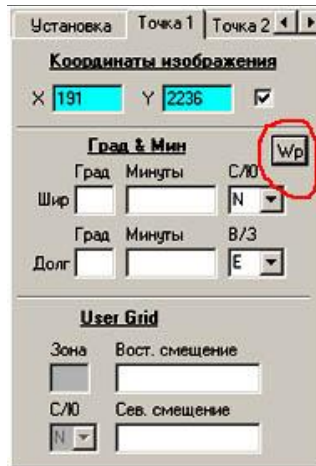 Установка Точка 1 Точка 2
Координаты изображения
X 191 Y 2236
Град & Мин Wp
Град Минуты С/Ю
Шир N
Град Минуты В/З
Долг E
User Grid
Зона Вост. смещение
С/Ю Сев. смещение
N